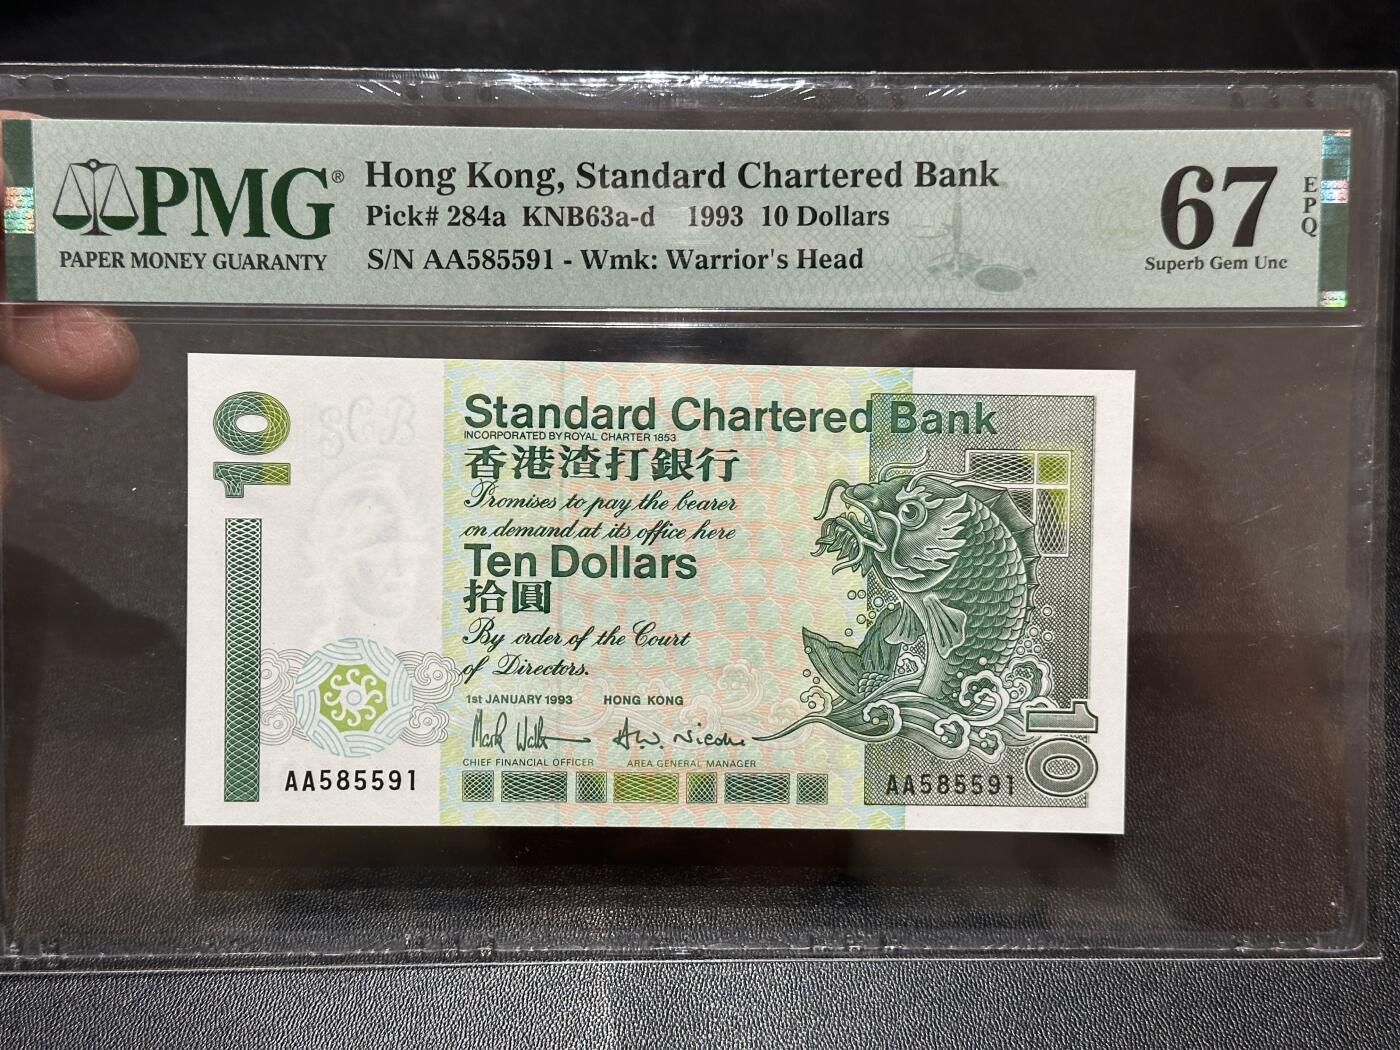 PMG®
PAPER MONEY GUARANTY
Hong Kong, Standard Chartered Bank
Pick# 284a KNB63a-d 1993 10 Dollars
S/N AA585591 - Wmk: Warrior's Head
67
Superb Gem Unc
EPQ
10
SCB
Standard Chartered Bank
INCORPORATED BY ROYAL CHARTER 1853
香港渣打銀行
Promises to pay the bearer
on demand at its office here
Ten Dollars
拾圓
By order of the Court
of Directors.
1st JANUARY 1993 HONG KONG
CHIEF FINANCIAL OFFICER AREA GENERAL MANAGER
AA585591
AA585591
10